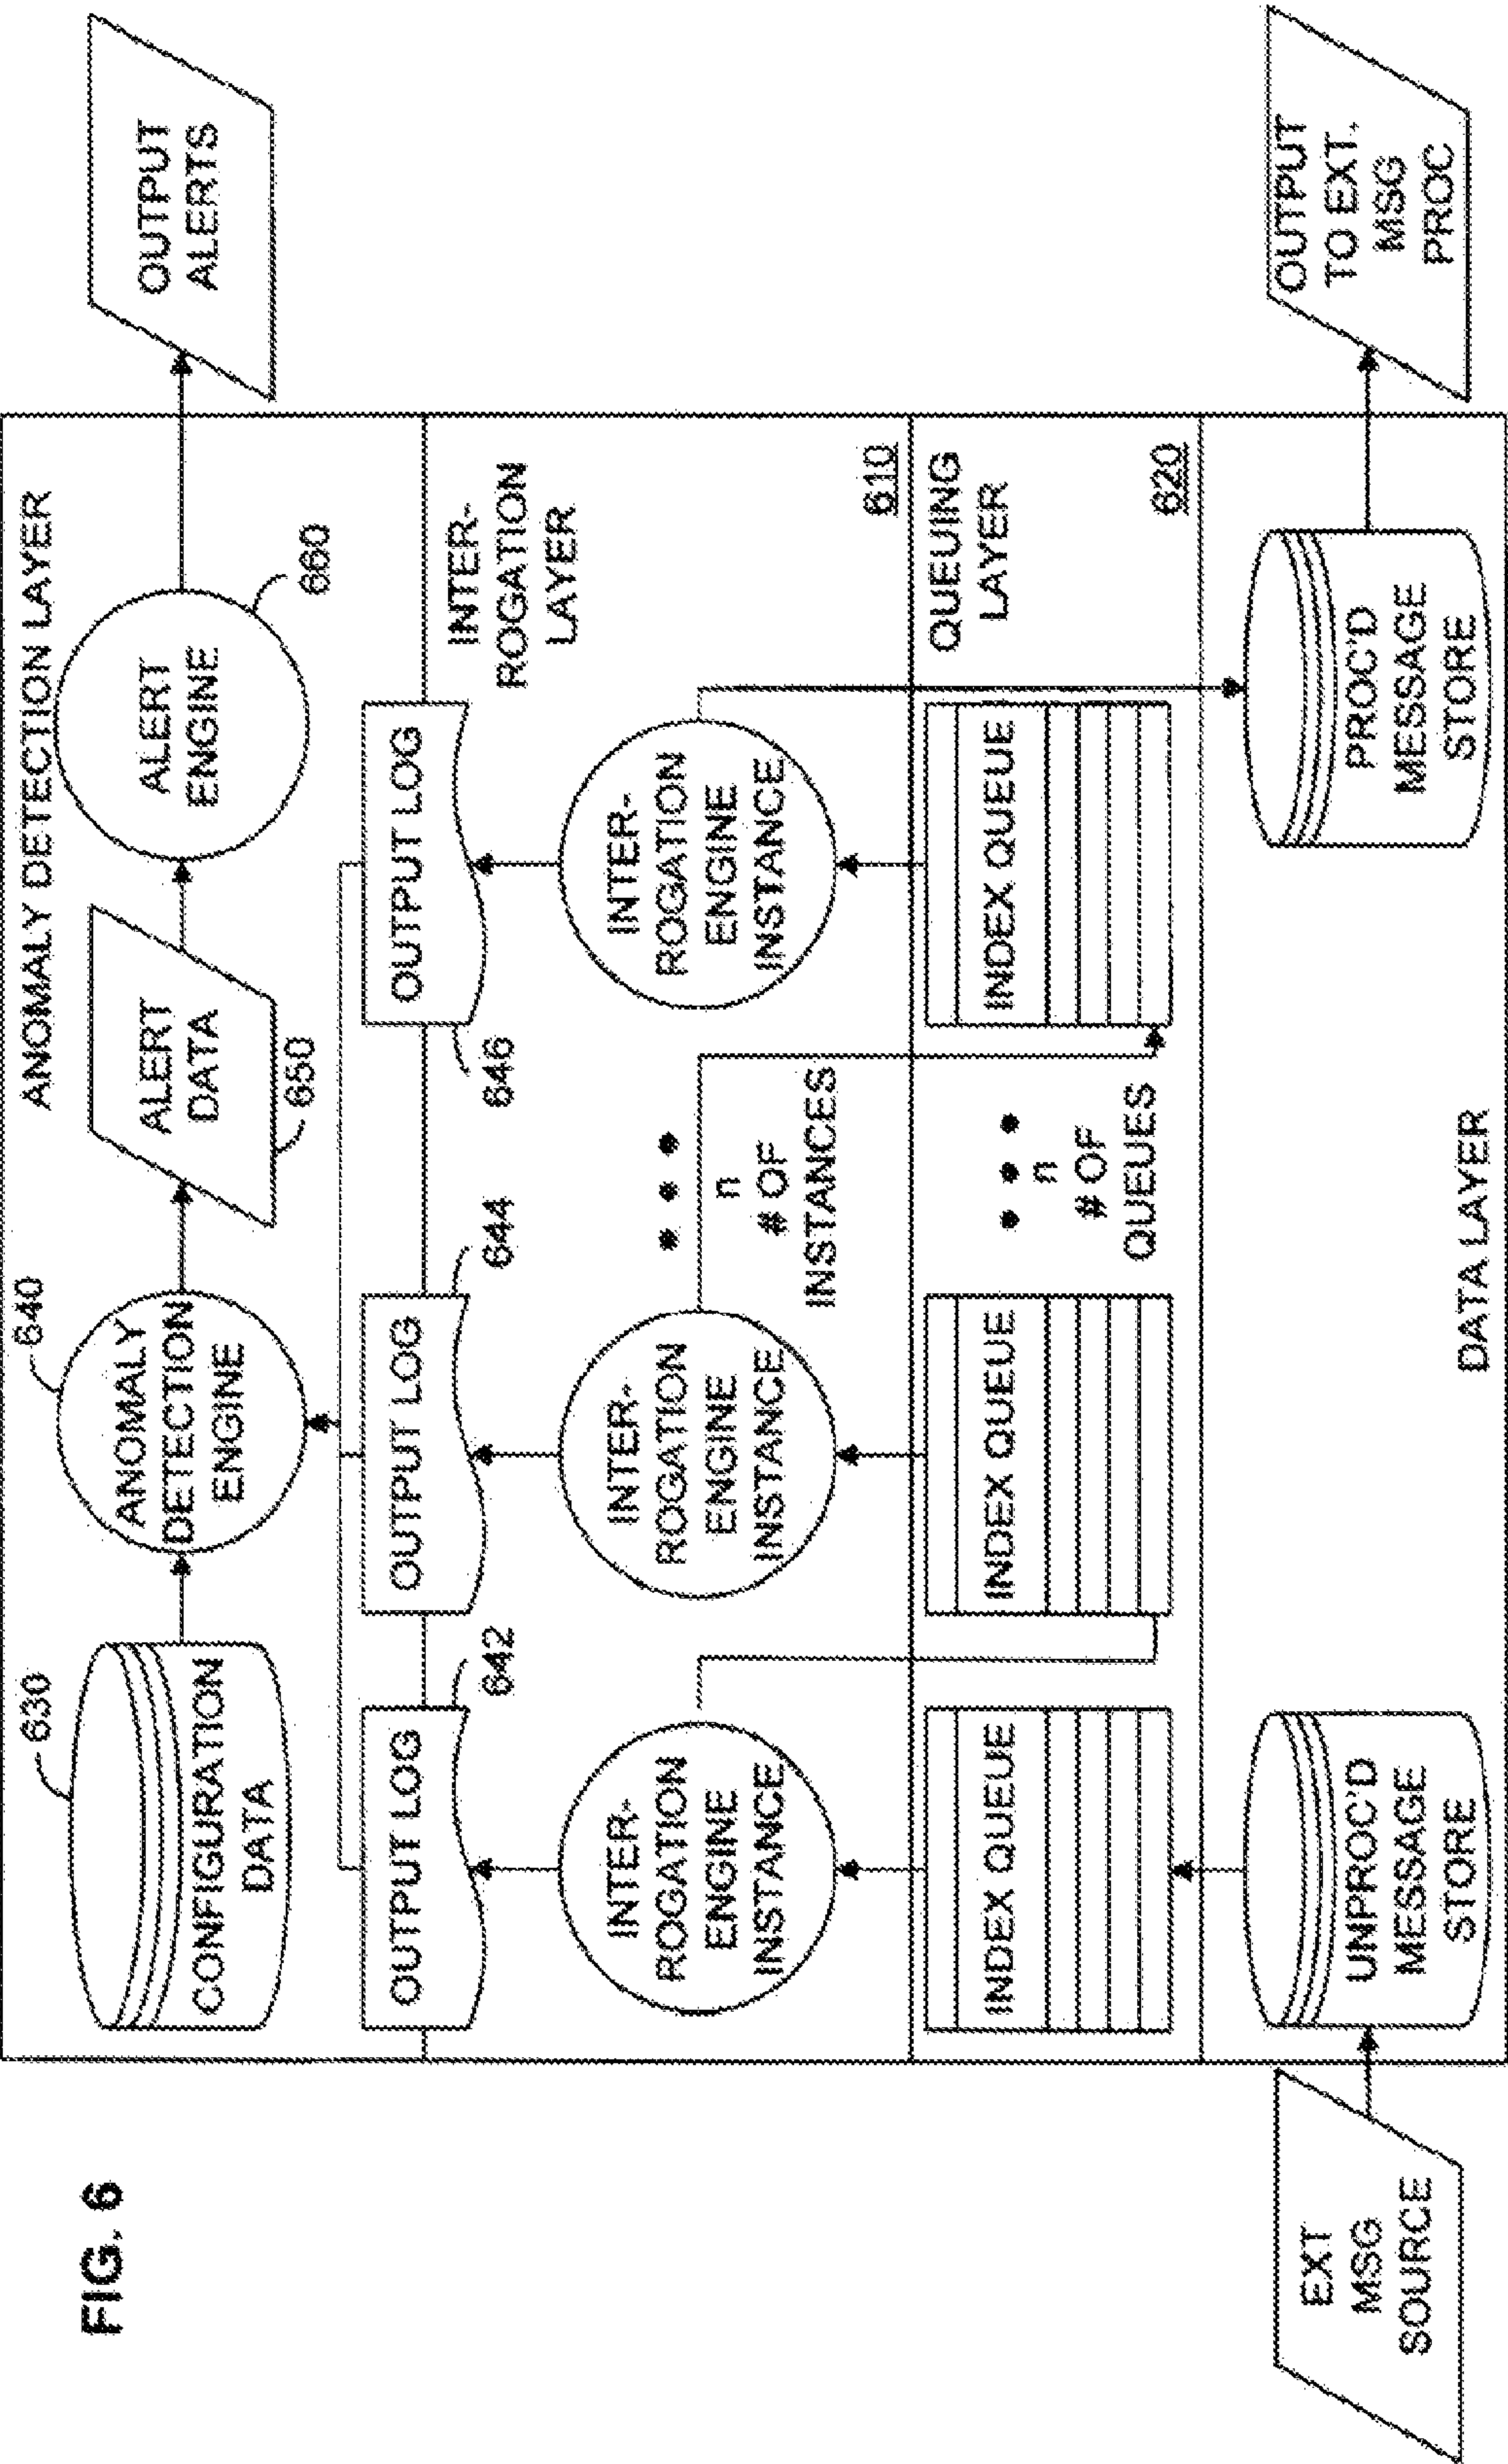 FIG. 6
ANOMALY DETECTION LAYER
630
CONFIGURATION
DATA
640
ANOMALY
DETECTION
ENGINE
ALERT
DATA
650
ALERT
ENGINE
660
OUTPUT
ALERTS
OUTPUT LOG
642
OUTPUT LOG
644
OUTPUT LOG
646
INTER-
ROGATION
LAYER
INTER-
ROGATION
ENGINE
INSTANCE
INTER-
ROGATION
ENGINE
INSTANCE
n
# OF
INSTANCES
INTER-
ROGATION
ENGINE
INSTANCE
610
QUEUING
LAYER
INDEX QUEUE
INDEX QUEUE
n
# OF
QUEUES
INDEX QUEUE
620
EXT
MSG
SOURCE
UNPROC'D
MESSAGE
STORE
DATA LAYER
PROC'D
MESSAGE
STORE
OUTPUT
TO EXT.
MSG
PROC